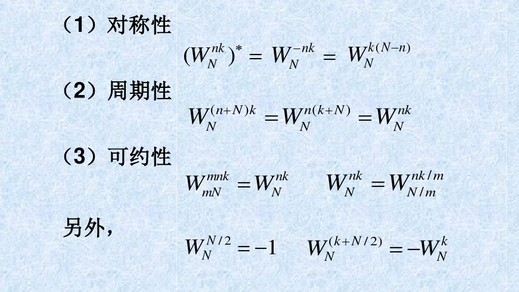 （1）对称性
(W_N^{nk})^* = W_N^{-nk} = W_N^{k(N-n)}
（2）周期性
W_N^{(n+N)k} = W_N^{n(k+N)} = W_N^{nk}
（3）可约性
W_{mN}^{mnk} = W_N^{nk} W_N^{nk} = W_{N/m}^{nk/m}
另外，
W_N^{N/2} = -1 W_N^{(k+N/2)} = -W_N^k